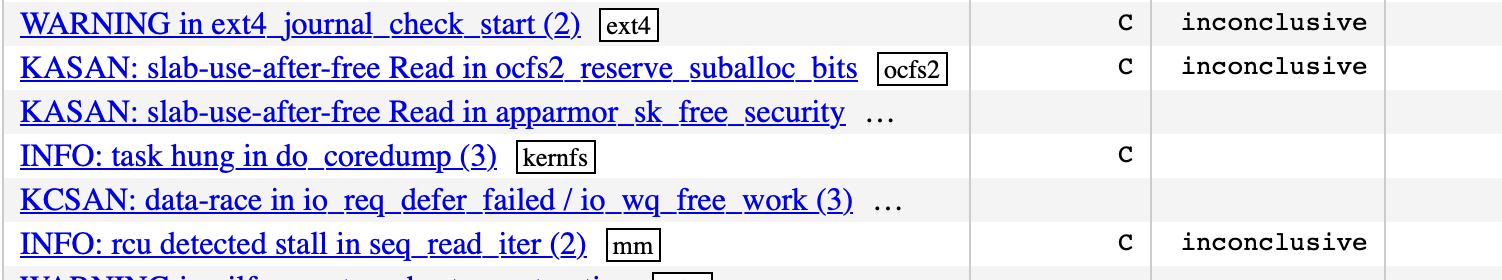 WARNING in ext4_journal_check_start (2) ext4 C inconclusive
KASAN: slab-use-after-free Read in ocfs2_reserve_suballoc_bits ocfs2 C inconclusive
KASAN: slab-use-after-free Read in apparmor_sk_free_security ...
INFO: task hung in do_coredump (3) kernfs C
KCSAN: data-race in io_req_defer_failed / io_wq_free_work (3) ...
INFO: rcu detected stall in seq_read_iter (2) mm C inconclusive
WARNING in